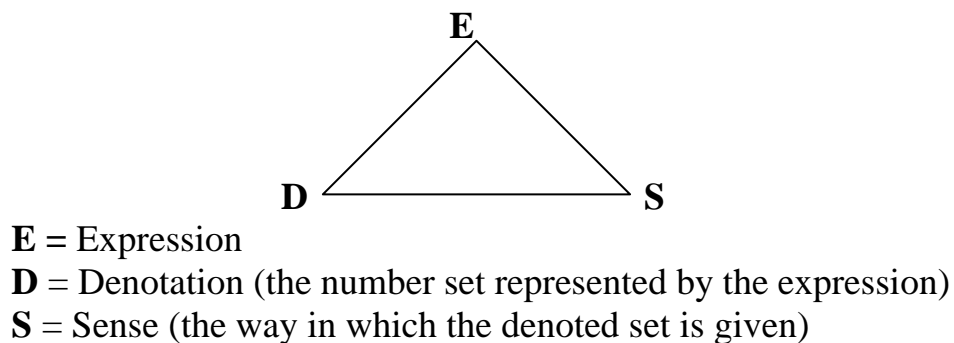 E
D S
E = Expression
D = Denotation (the number set represented by the expression)
S = Sense (the way in which the denoted set is given)